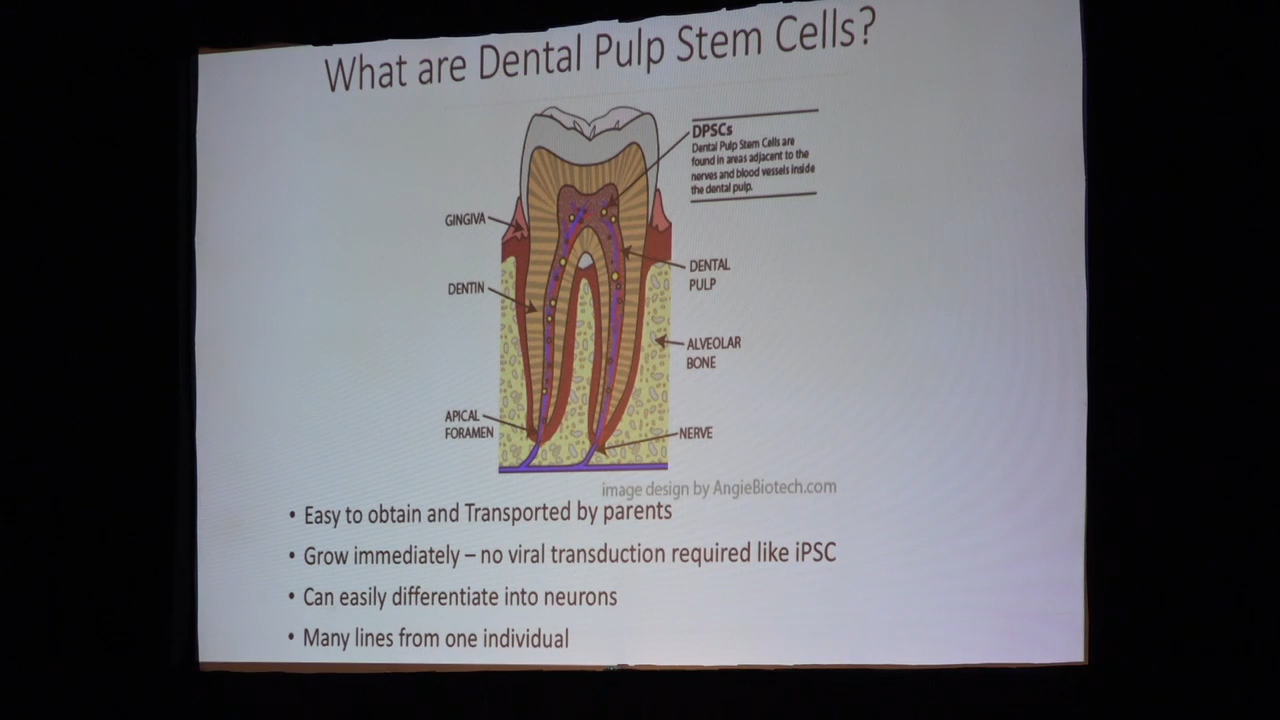 What are Dental Pulp Stem Cells?
DPSCs
Dental Pulp Stem Cells are
found in areas adjacent to the
nerves and blood vessels inside
the dental pulp.
GINGIVA
DENTAL
PULP
DENTIN
ALVEOLAR
BONE
APICAL
FORAMEN
NERVE
image design by AngieBiotech.com
• Easy to obtain and Transported by parents
• Grow immediately – no viral transduction required like iPSC
• Can easily differentiate into neurons
• Many lines from one individual